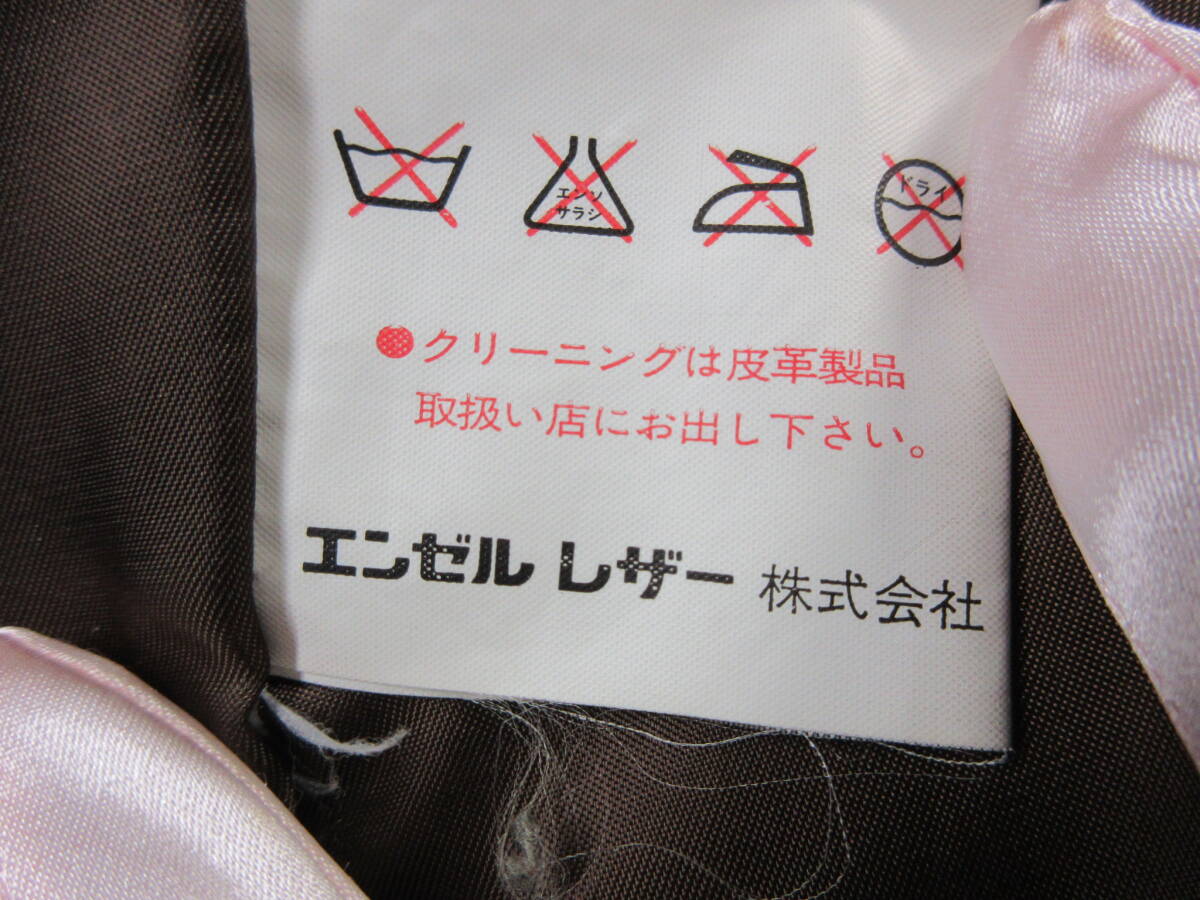 エンソ
サラシ
ドライ
●クリーニングは皮革製品
取扱い店にお出し下さい。
エンゼル レザー 株式会社